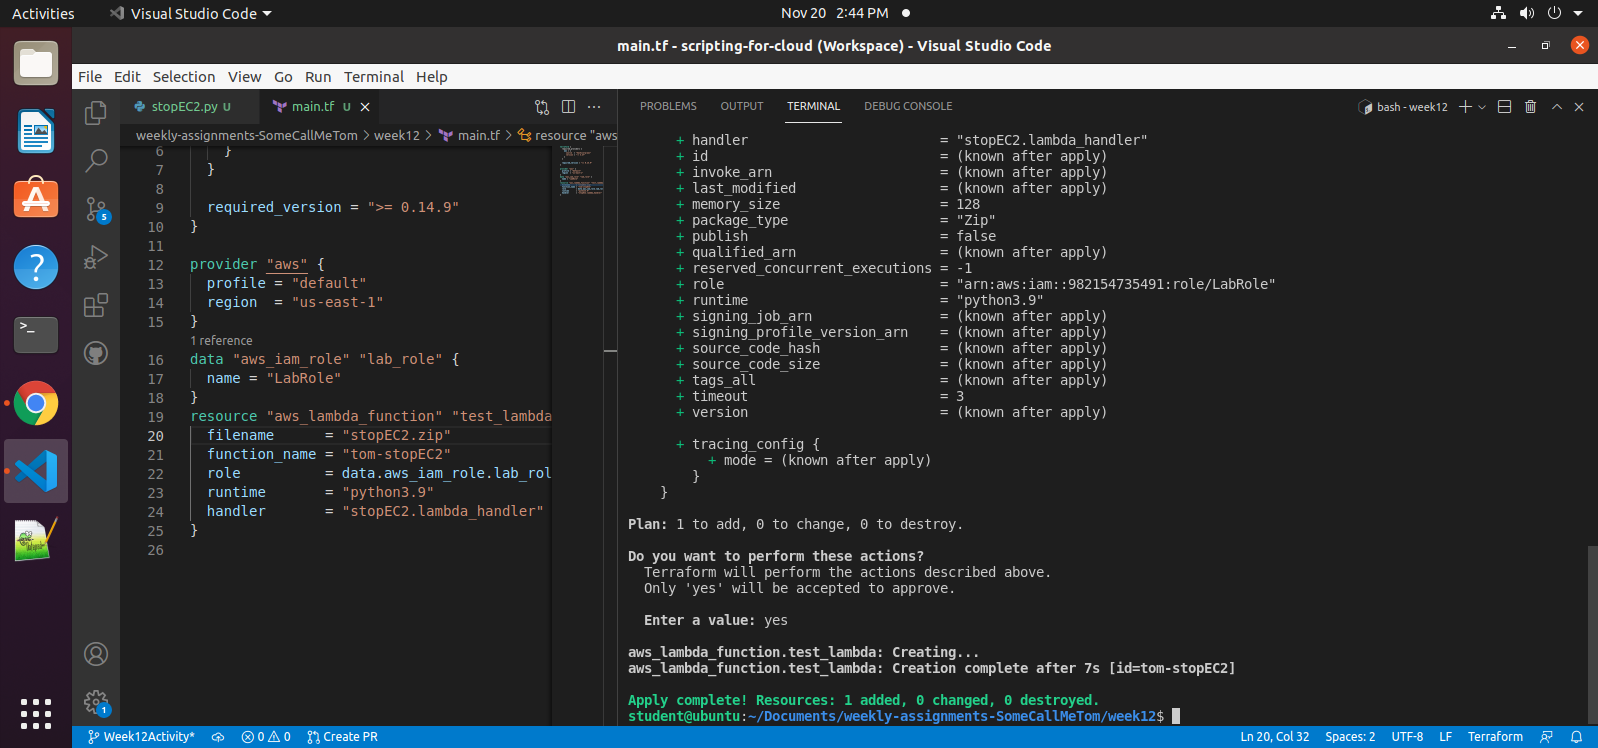 Activities
Visual Studio Code
Nov 20 2:44 PM
main.tf - scripting-for-cloud (Workspace) - Visual Studio Code
File Edit Selection View Go Run Terminal Help
stopEC2.py U
main.tf U
weekly-assignments-SomeCallMeTom > week12 > main.tf > resource "aws
6 }
7 }
8
9 required_version = ">= 0.14.9"
10 }
11
12 provider "aws" {
13 profile = "default"
14 region = "us-east-1"
15 }
1 reference
16 data "aws_iam_role" "lab_role" {
17 name = "LabRole"
18 }
19 resource "aws_lambda_function" "test_lambda
20 filename = "stopEC2.zip"
21 function_name = "tom-stopEC2"
22 role = data.aws_iam_role.lab_rol
23 runtime = "python3.9"
24 handler = "stopEC2.lambda_handler"
25 }
26
PROBLEMS OUTPUT TERMINAL DEBUG CONSOLE
bash - week12
+ handler = "stopEC2.lambda_handler"
+ id = (known after apply)
+ invoke_arn = (known after apply)
+ last_modified = (known after apply)
+ memory_size = 128
+ package_type = "Zip"
+ publish = false
+ qualified_arn = (known after apply)
+ reserved_concurrent_executions = -1
+ role = "arn:aws:iam::982154735491:role/LabRole"
+ runtime = "python3.9"
+ signing_job_arn = (known after apply)
+ signing_profile_version_arn = (known after apply)
+ source_code_hash = (known after apply)
+ source_code_size = (known after apply)
+ tags_all = (known after apply)
+ timeout = 3
+ version = (known after apply)
+ tracing_config {
+ mode = (known after apply)
}
}
Plan: 1 to add, 0 to change, 0 to destroy.
Do you want to perform these actions?
Terraform will perform the actions described above.
Only 'yes' will be accepted to approve.
Enter a value: yes
aws_lambda_function.test_lambda: Creating...
aws_lambda_function.test_lambda: Creation complete after 7s [id=tom-stopEC2]
Apply complete! Resources: 1 added, 0 changed, 0 destroyed.
student@ubuntu:~/Documents/weekly-assignments-SomeCallMeTom/week12$
5
1
Week12Activity* 0 0 Create PR
Ln 20, Col 32 Spaces: 2 UTF-8 LF Terraform